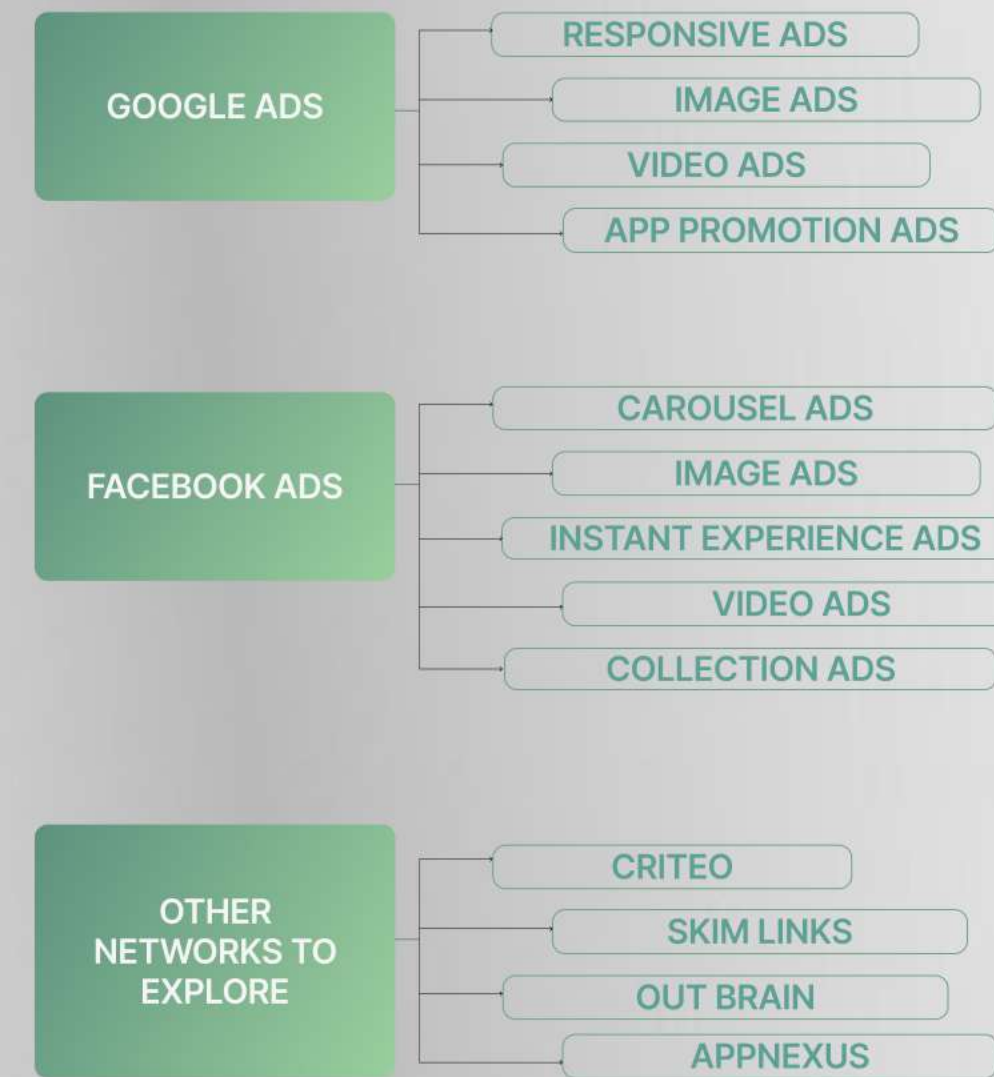 GOOGLE ADS
RESPONSIVE ADS
IMAGE ADS
VIDEO ADS
APP PROMOTION ADS
FACEBOOK ADS
CAROUSEL ADS
IMAGE ADS
INSTANT EXPERIENCE ADS
VIDEO ADS
COLLECTION ADS
OTHER
NETWORKS TO
EXPLORE
CRITEO
SKIM LINKS
OUT BRAIN
APPNEXUS